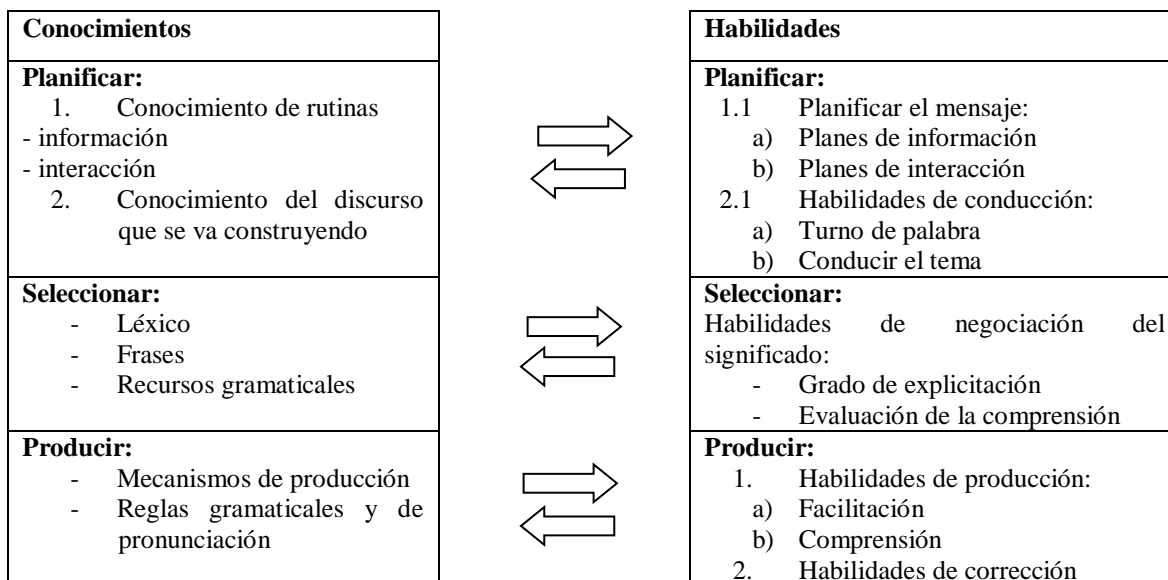 Conocimientos
Planificar:
1. Conocimiento de rutinas
- información
- interacción
2. Conocimiento del discurso
que se va construyendo
Seleccionar:
- Léxico
- Frases
- Recursos gramaticales
Producir:
- Mecanismos de producción
- Reglas gramaticales y de
pronunciación
Habilidades
Planificar:
1.1 Planificar el mensaje:
a) Planes de información
b) Planes de interacción
2.1 Habilidades de conducción:
a) Turno de palabra
b) Conducir el tema
Seleccionar:
Habilidades de negociación del
significado:
- Grado de explicitación
- Evaluación de la comprensión
Producir:
1. Habilidades de producción:
a) Facilitación
b) Comprensión
2. Habilidades de corrección